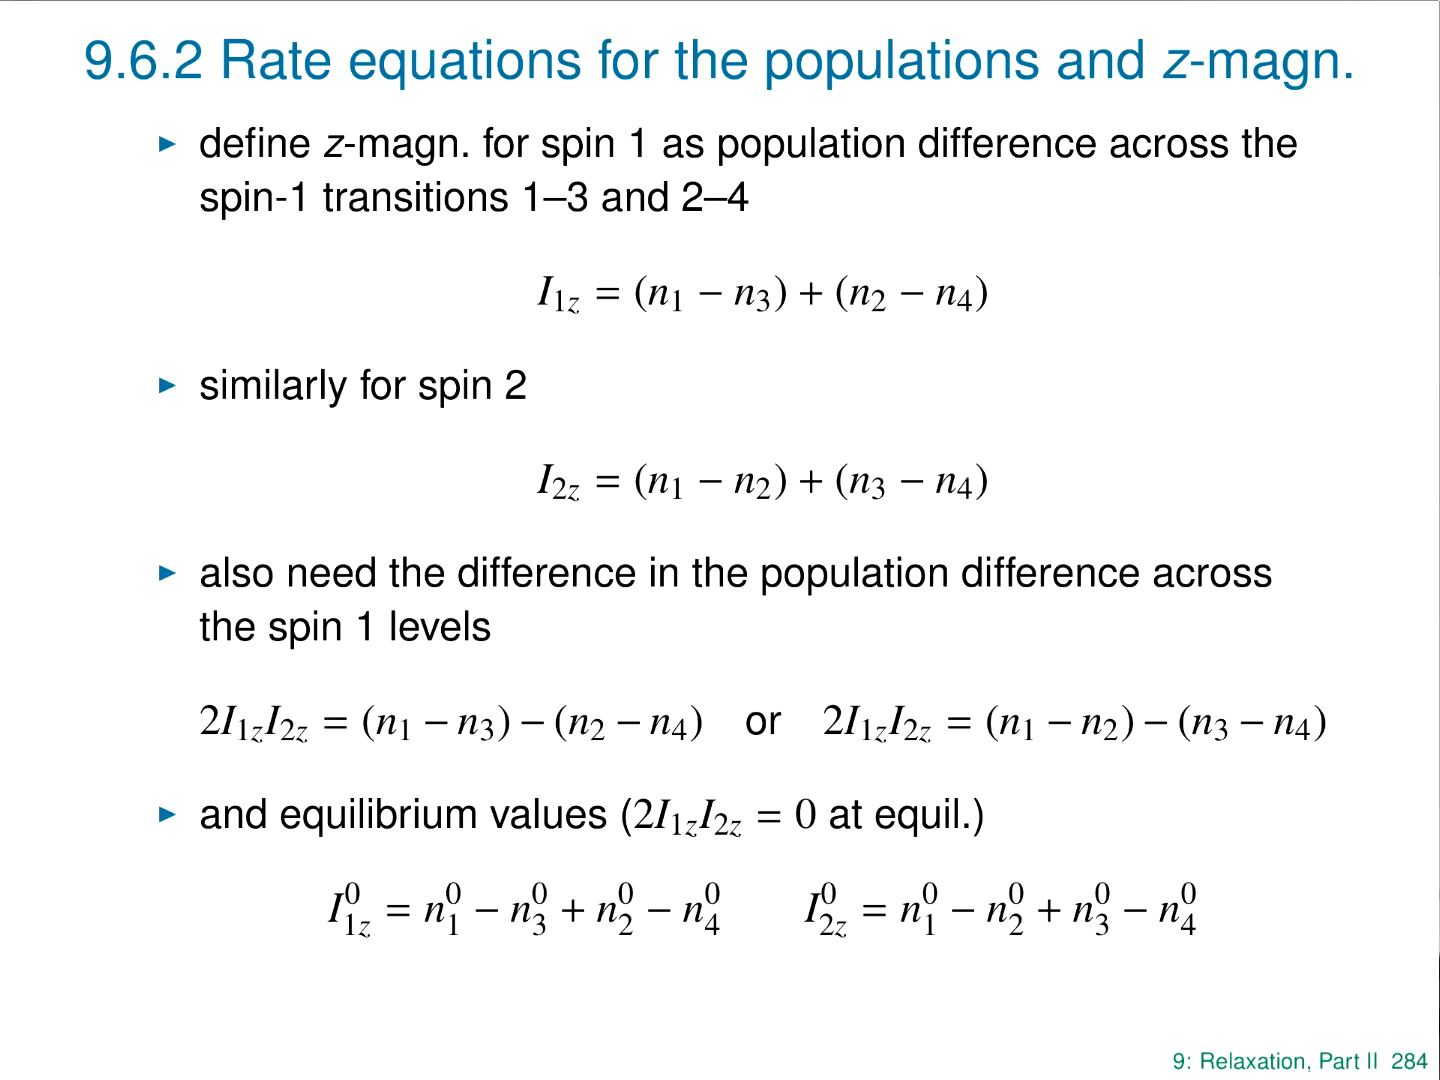 9.6.2 Rate equations for the populations and z-magn.
▶ define z-magn. for spin 1 as population difference across the
spin-1 transitions 1–3 and 2–4
I₁z = (n₁ − n₃) + (n₂ − n₄)
▶ similarly for spin 2
I₂z = (n₁ − n₂) + (n₃ − n₄)
▶ also need the difference in the population difference across
the spin 1 levels
2I₁zI₂z = (n₁ − n₃) − (n₂ − n₄) or 2I₁zI₂z = (n₁ − n₂) − (n₃ − n₄)
▶ and equilibrium values (2I₁zI₂z = 0 at equil.)
I⁰₁z = n⁰₁ − n⁰₃ + n⁰₂ − n⁰₄ I⁰₂z = n⁰₁ − n⁰₂ + n⁰₃ − n⁰₄
9: Relaxation, Part II 284